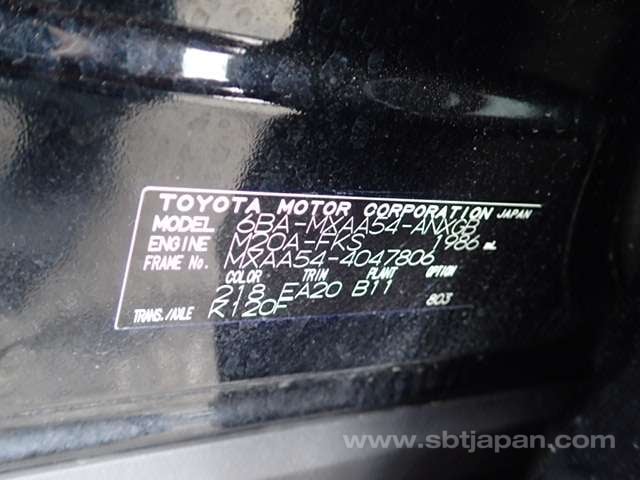 TOYOTA MOTOR CORPORATION JAPAN
MODEL 6BA-MXAA54-ANXGB
ENGINE M20A-FKS 1986 mL
FRAME No. MXAA54-4047806
COLOR TRIM PLANT OPTION
218 EA20 B11
TRANS./AXLE K120F 803
www.sbtjapan.com